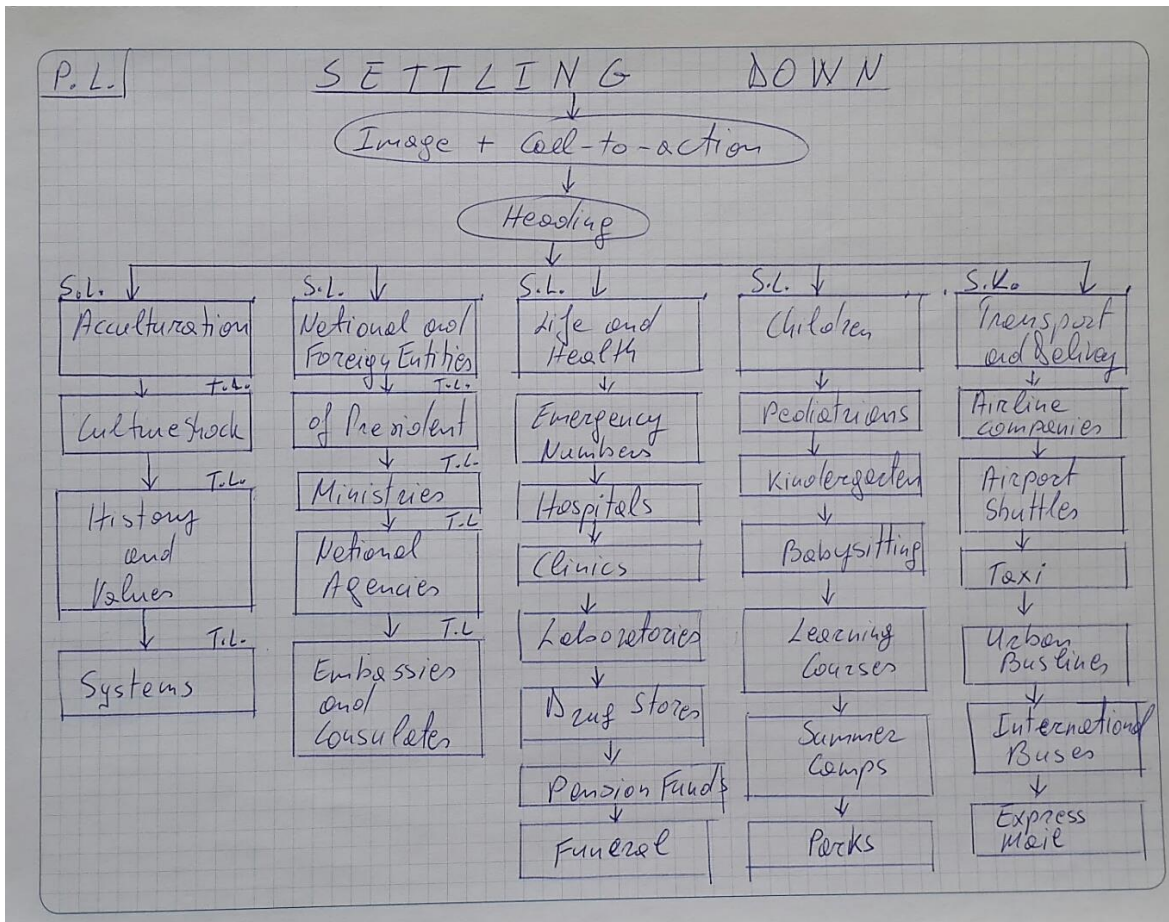 P.L. SETTLING DOWN
Image + Call-to-action
Heading
S.L.
Acculturation
T.L.
Culture Shock
T.L.
History
and
Values
T.L.
Systems
S.L.
National and
Foreign Entities
T.L.
of President
T.L.
Ministries
T.L
National
Agencies
T.L
Embassies
and
Consulates
S.L.
Life and
Health
Emergency
Numbers
Hospitals
Clinics
Laboratories
Drug Stores
Pension Funds
Funeral
S.L.
Children
Pediatrians
Kindergarten
Babysitting
Learning
Courses
Summer
Camps
Parks
S.K.
Transport
and Delivey
Airline
companies
Airport
Shuttles
Taxi
Urban
Buslines
International
Buses
Express
Mail